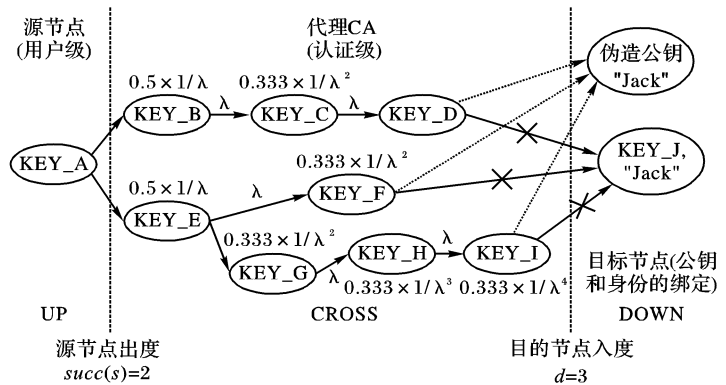 源节点
(用户级)
代理CA
(认证级)
伪造公钥
"Jack"
0.5×1/λ
0.333×1/λ²
KEY_B
λ
KEY_C
λ
KEY_D
KEY_A
0.333×1/λ²
KEY_J,
"Jack"
0.5×1/λ
λ
KEY_F
KEY_E
0.333×1/λ²
KEY_G
λ
KEY_H
λ
KEY_I
0.333×1/λ³
0.333×1/λ⁴
目标节点(公钥
和身份的绑定)
UP
CROSS
DOWN
源节点出度
succ(s)=2
目的节点入度
d=3